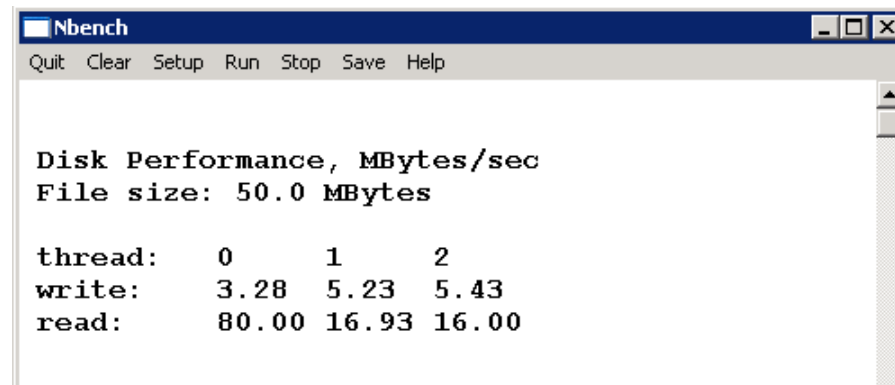 Nbench
Quit Clear Setup Run Stop Save Help
Disk Performance, MBytes/sec
File size: 50.0 MBytes
thread: 0 1 2
write: 3.28 5.23 5.43
read: 80.00 16.93 16.00